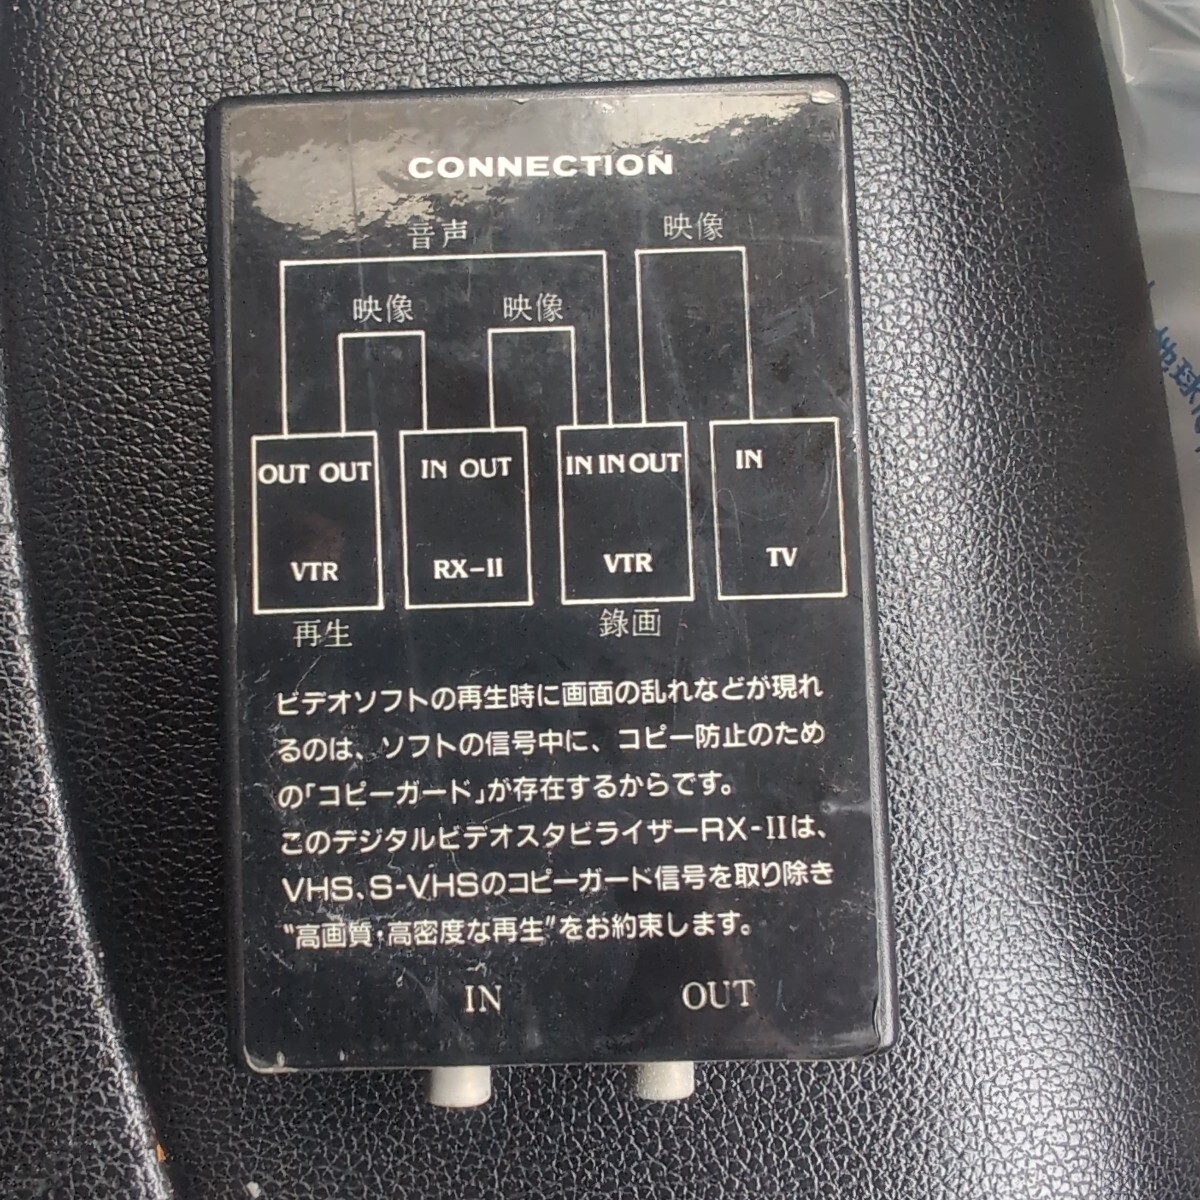 CONNECTION
音声 映像
映像 映像
OUT OUT IN OUT IN IN OUT IN
VTR RX-II VTR TV
再生 錄画
ビデオソフトの再生時に画面の乱れなどが現れ
るのは、ソフトの信号中に、コピー防止のため
の「コピーガード」が存在するからです。
このデジタルビデオスタビライザーRX-IIは、
VHS、S-VHSのコピーガード信号を取り除き
"高画質・高密度な再生"をお約束します。
IN OUT
地球